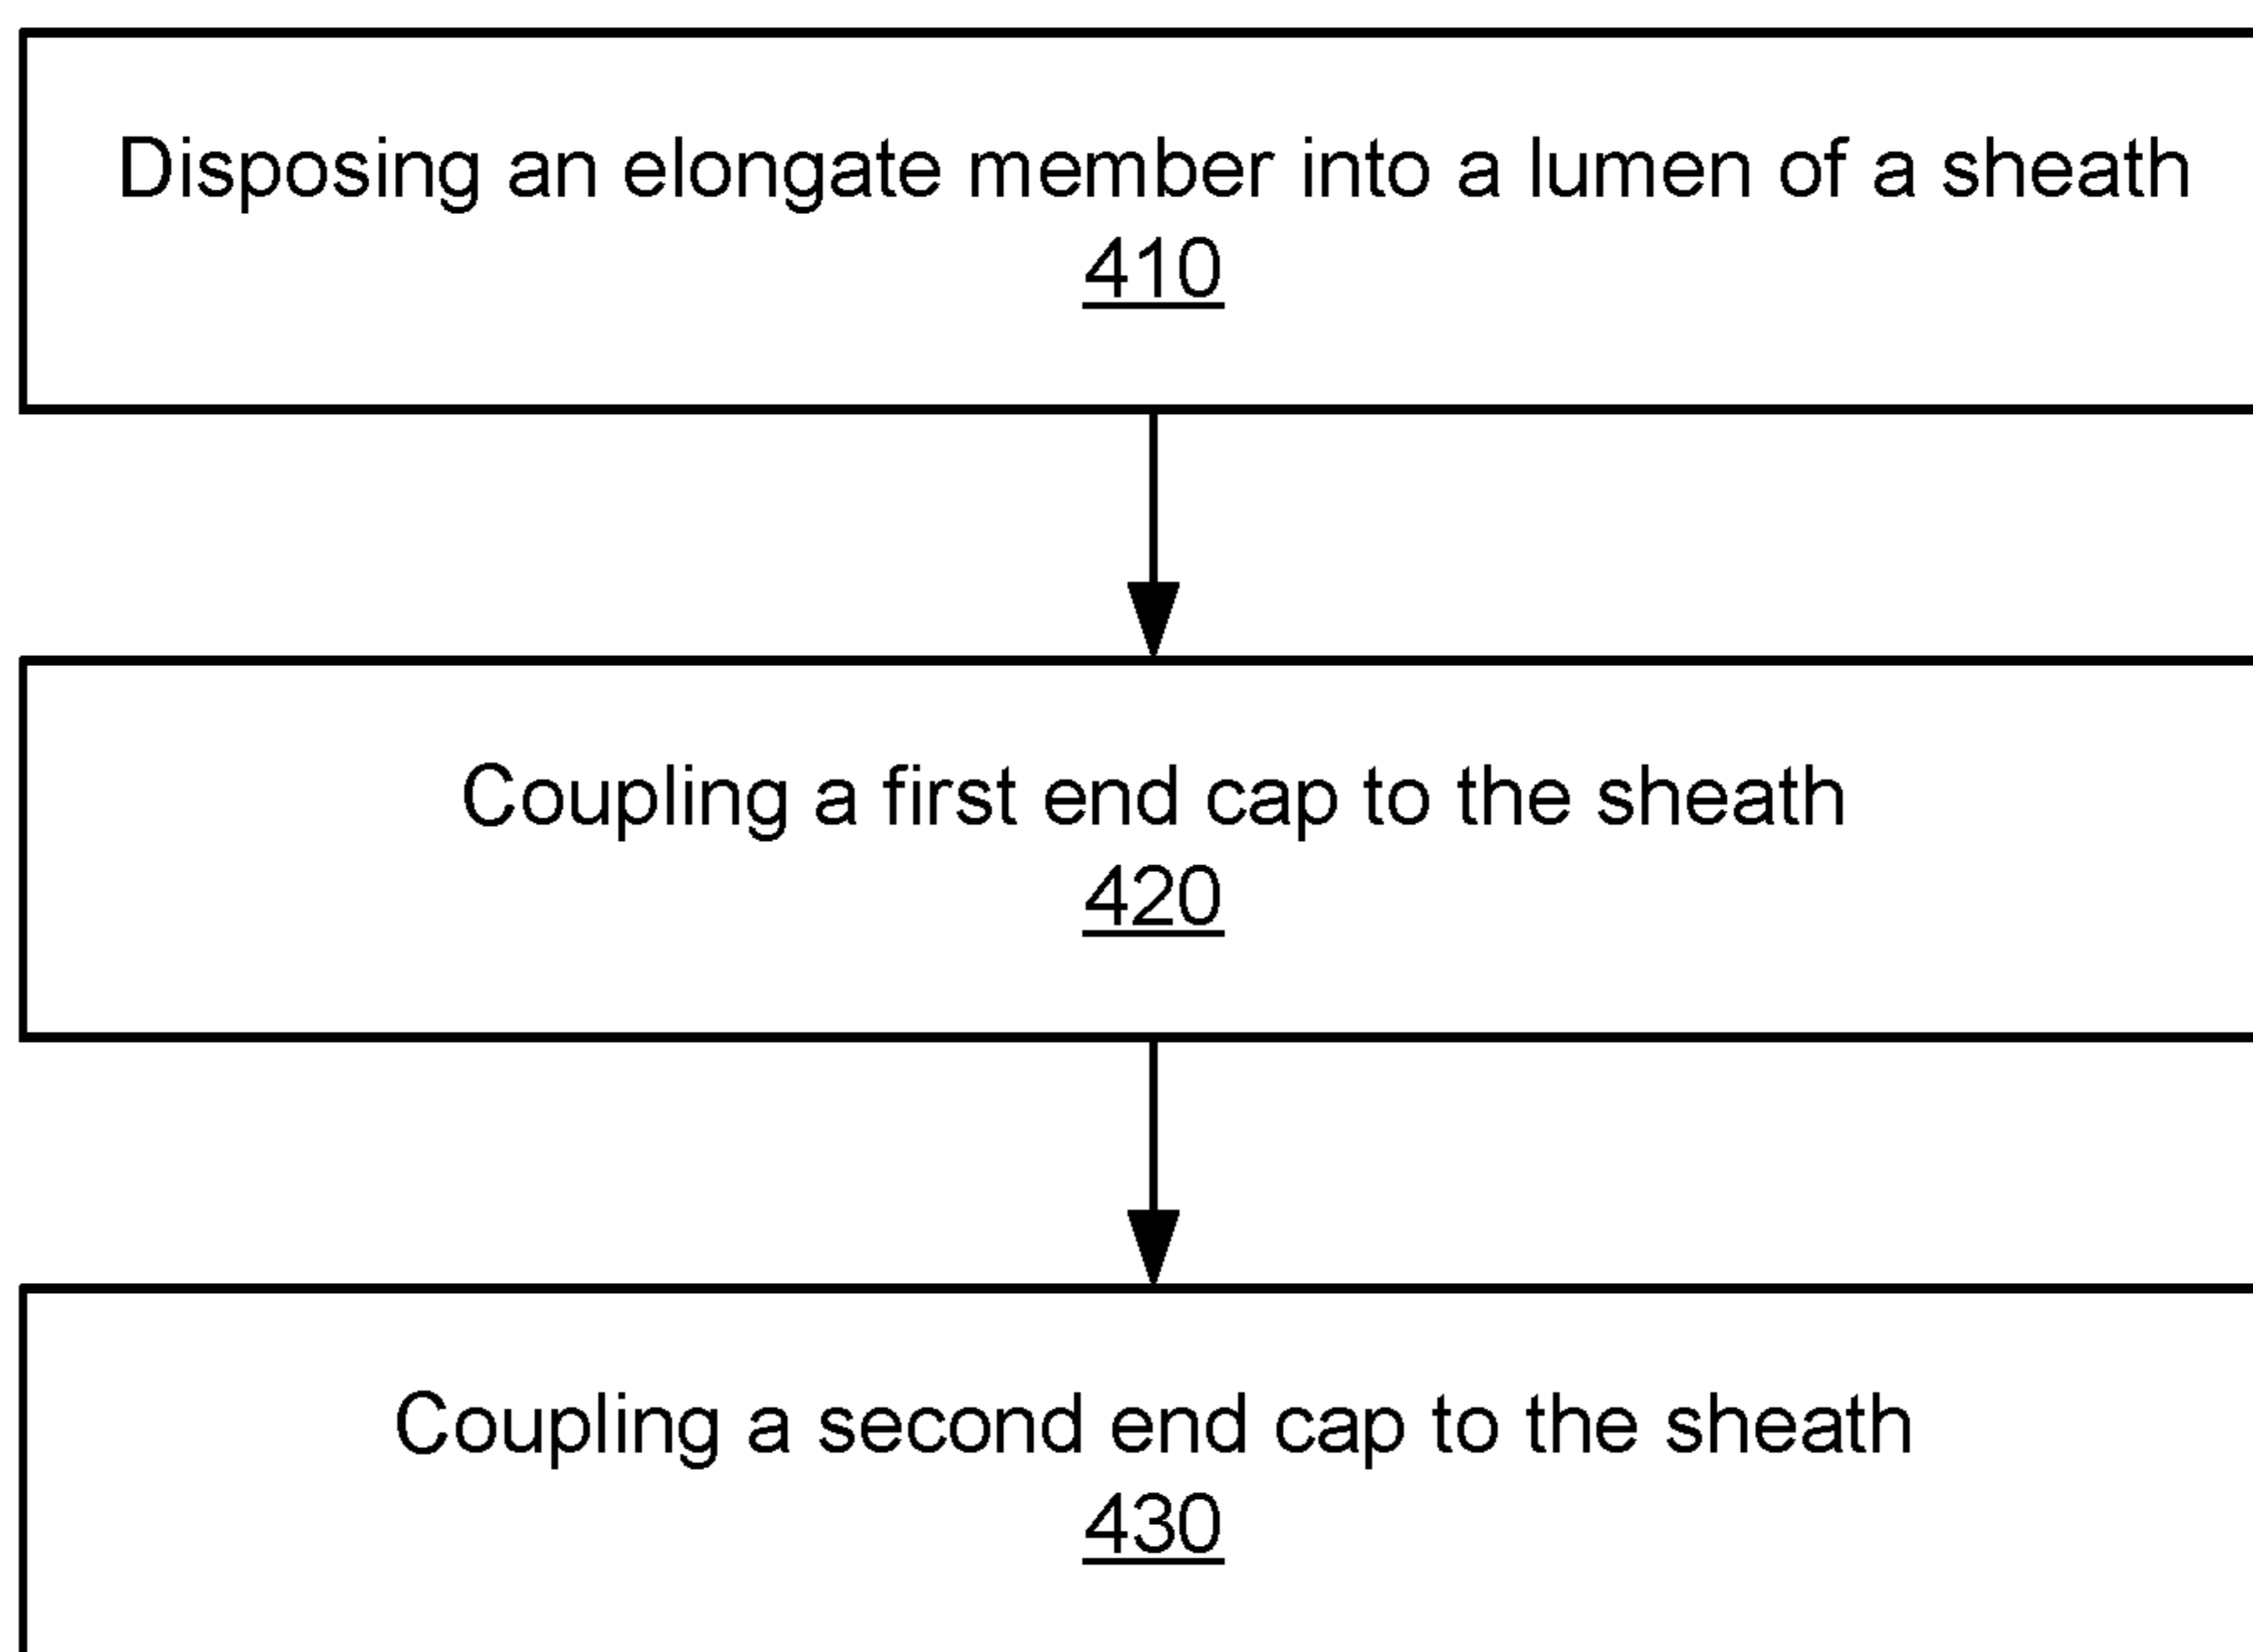 Disposing an elongate member into a lumen of a sheath
410
Coupling a first end cap to the sheath
420
Coupling a second end cap to the sheath
430